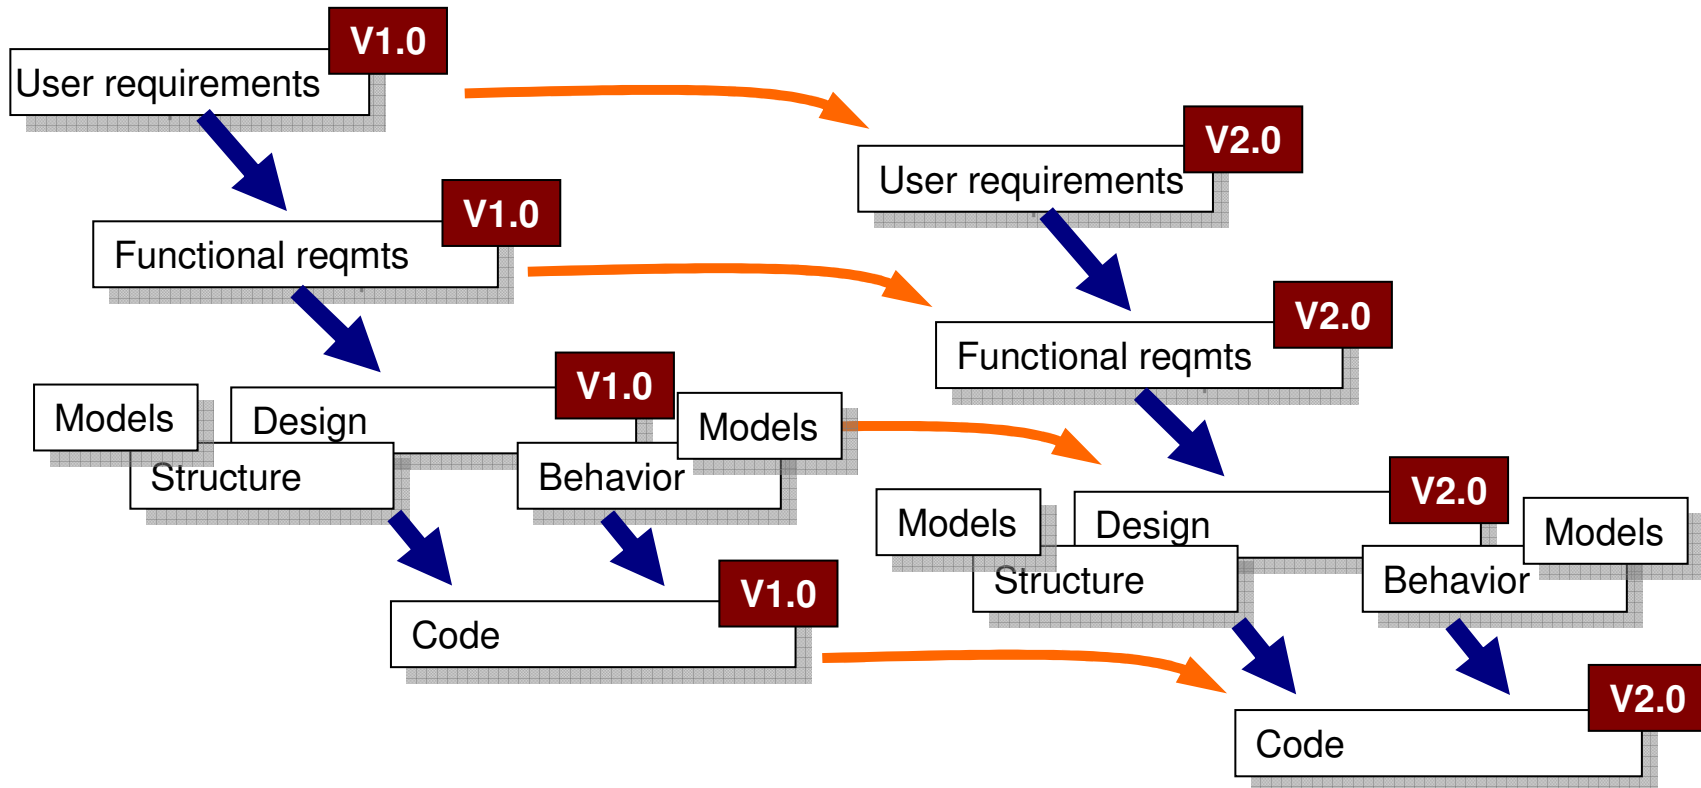 V1.0
User requirements
V1.0
Functional reqmts
V1.0
Models
Design
Models
Structure
Behavior
V1.0
Code
V2.0
User requirements
V2.0
Functional reqmts
V2.0
Models
Design
Models
Structure
Behavior
V2.0
Code